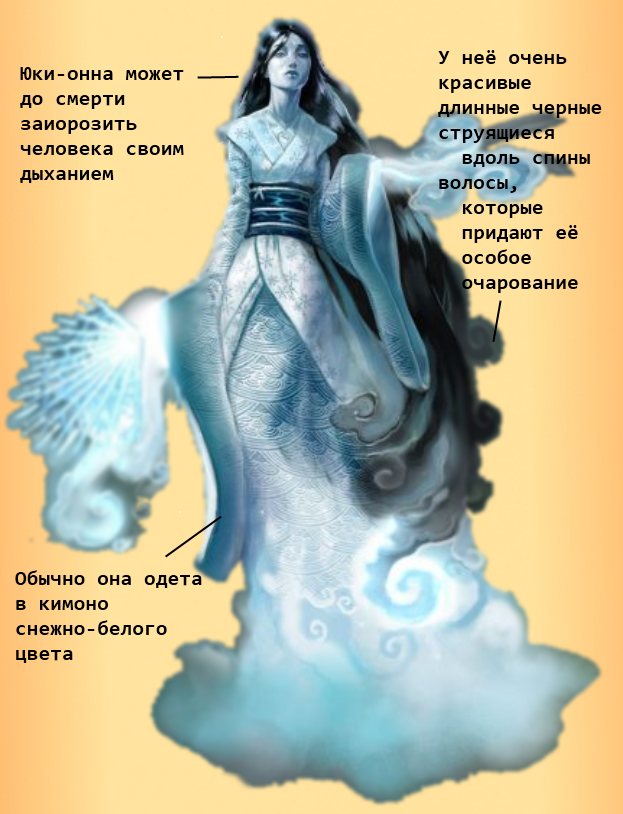 Юки-онна может
до смерти
заиорозить
человека своим
дыханием
У неё очень
красивые
длинные черные
струящиеся
вдоль спины
волосы,
которые
придают её
особое
очарование
Обычно она одета
в кимоно
снежно-белого
цвета